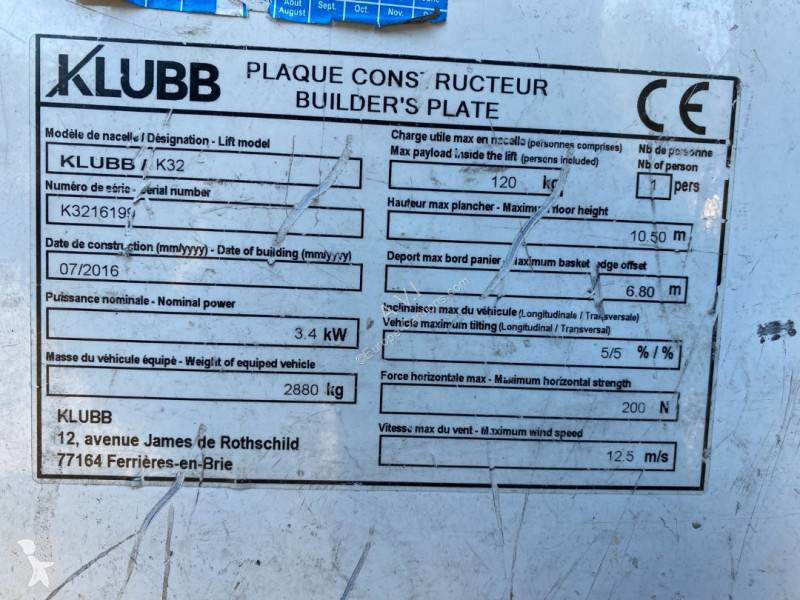 Août
August Sept. Oct. Nov.
KLUBB
PLAQUE CONSTRUCTEUR
BUILDER'S PLATE
CE
Modèle de nacelle / Désignation - Lift model
KLUBB / K32
Numéro de série - Serial number
K3216199
Date de construction (mm/yyyy) - Date of building (mm/yyyy)
07/2016
Puissance nominale - Nominal power
3.4 kW
Masse du véhicule équipé - Weight of equiped vehicle
2880 kg
KLUBB
12, avenue James de Rothschild
77164 Ferrières-en-Brie
Charge utile max en nacelle (personnes comprises)
Max payload inside the lift (persons included)
120 kg
Nb de personne
Nb of person
1 pers
Hauteur max plancher - Maximum floor height
10.50 m
Deport max bord panier - Maximum basket edge offset
6.80 m
Inclinaison max du véhicule (Longitudinale / Transversale)
Vehicle maximum tilting (Longitudinal / Transversal)
5/5 % / %
Force horizontale max - Maximum horizontal strength
200 N
Vitesse max du vent - Maximum wind speed
12.5 m/s